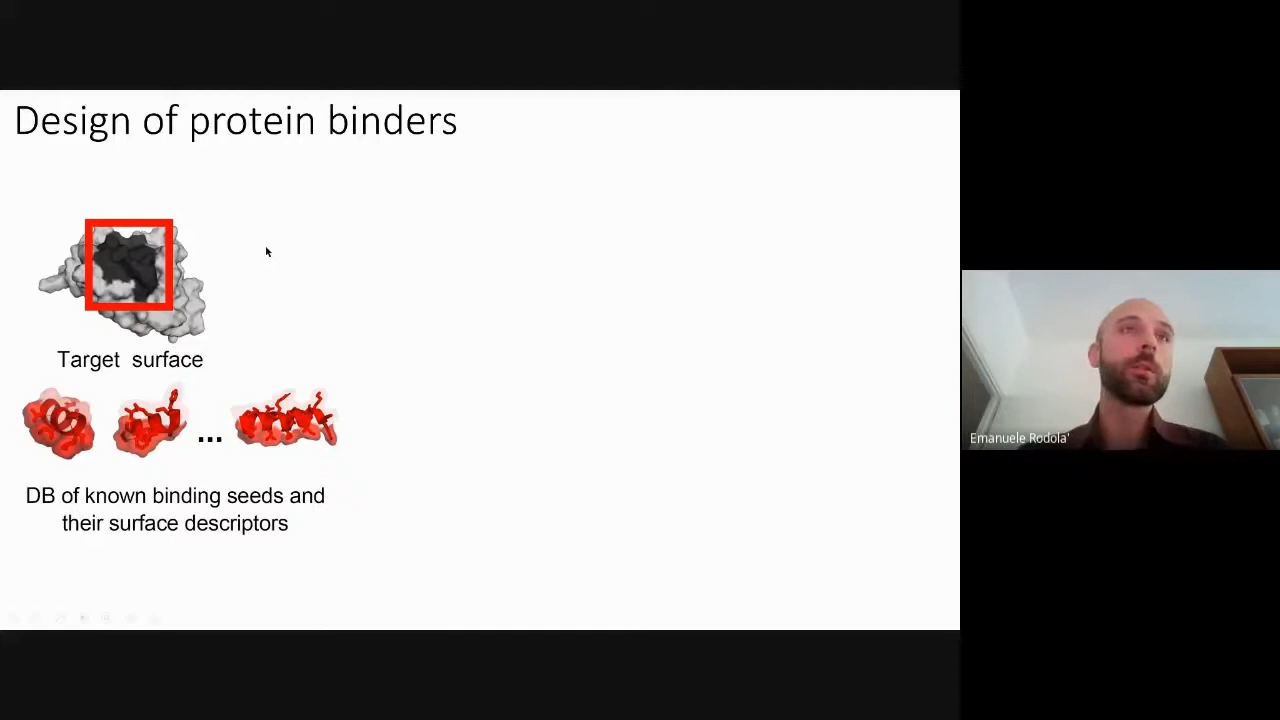 Design of protein binders
Target surface
...
DB of known binding seeds and
their surface descriptors
Emanuele Rodola'